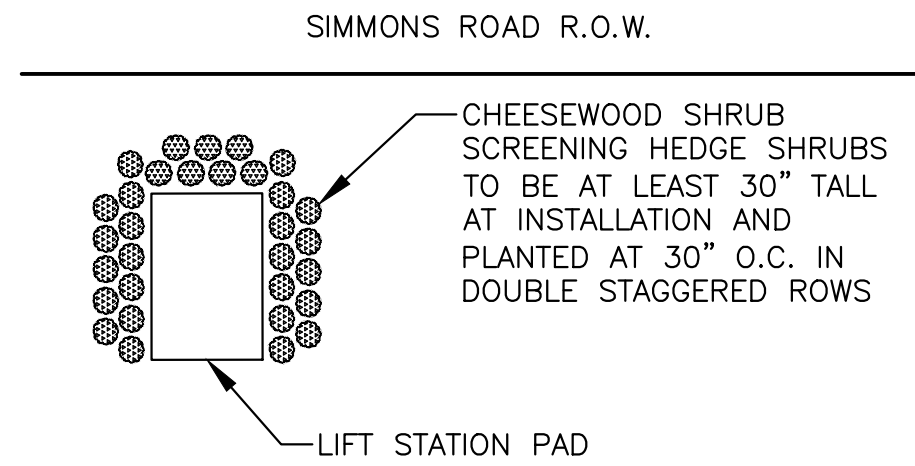 SIMMONS ROAD R.O.W.
CHEESEWOOD SHRUB
SCREENING HEDGE SHRUBS
TO BE AT LEAST 30” TALL
AT INSTALLATION AND
PLANTED AT 30” O.C. IN
DOUBLE STAGGERED ROWS
LIFT STATION PAD